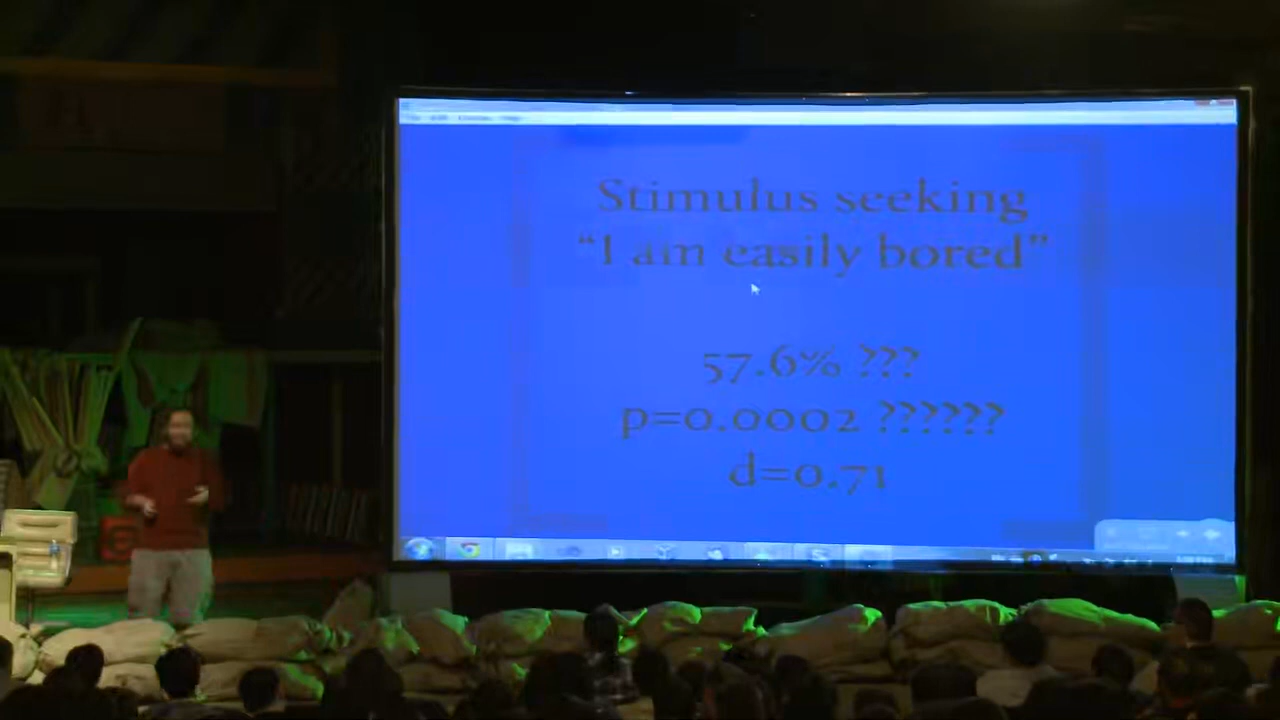 Stimulus seeking
“I am easily bored”
57.6% ???
p=0.0002 ??????
d=0.71